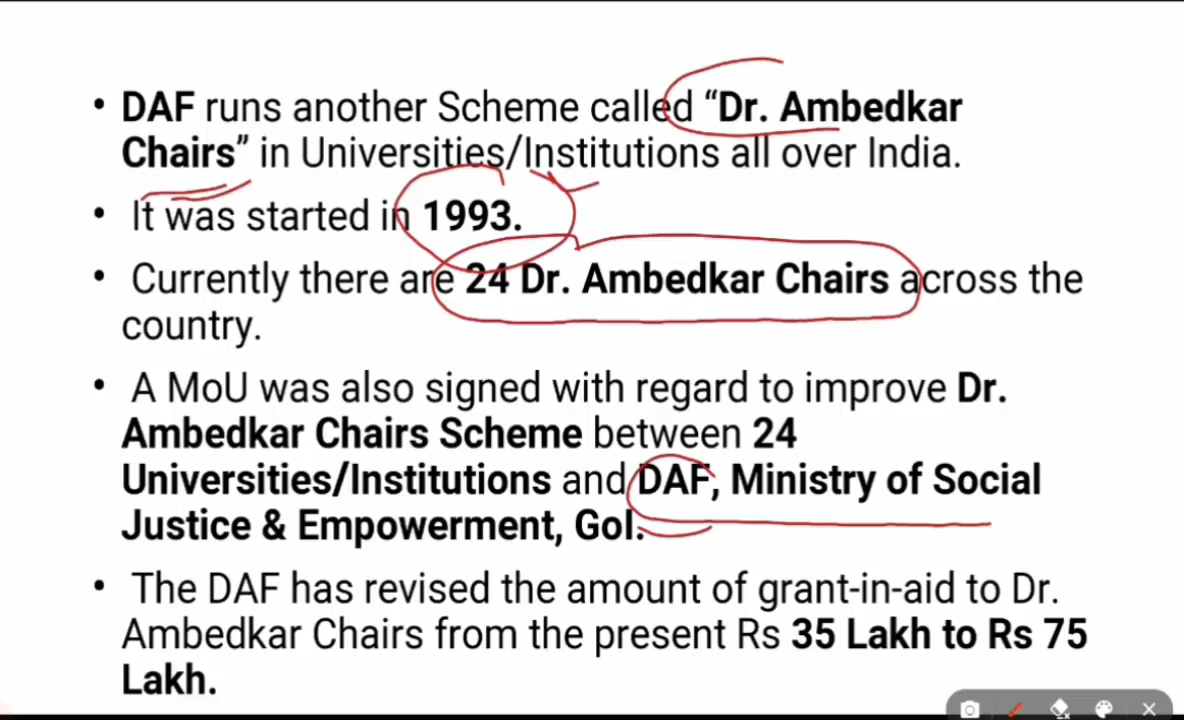 • DAF runs another Scheme called “Dr. Ambedkar
Chairs” in Universities/Institutions all over India.
• It was started in 1993.
• Currently there are 24 Dr. Ambedkar Chairs across the
country.
• A MoU was also signed with regard to improve Dr.
Ambedkar Chairs Scheme between 24
Universities/Institutions and DAF, Ministry of Social
Justice & Empowerment, GoI.
• The DAF has revised the amount of grant-in-aid to Dr.
Ambedkar Chairs from the present Rs 35 Lakh to Rs 75
Lakh.